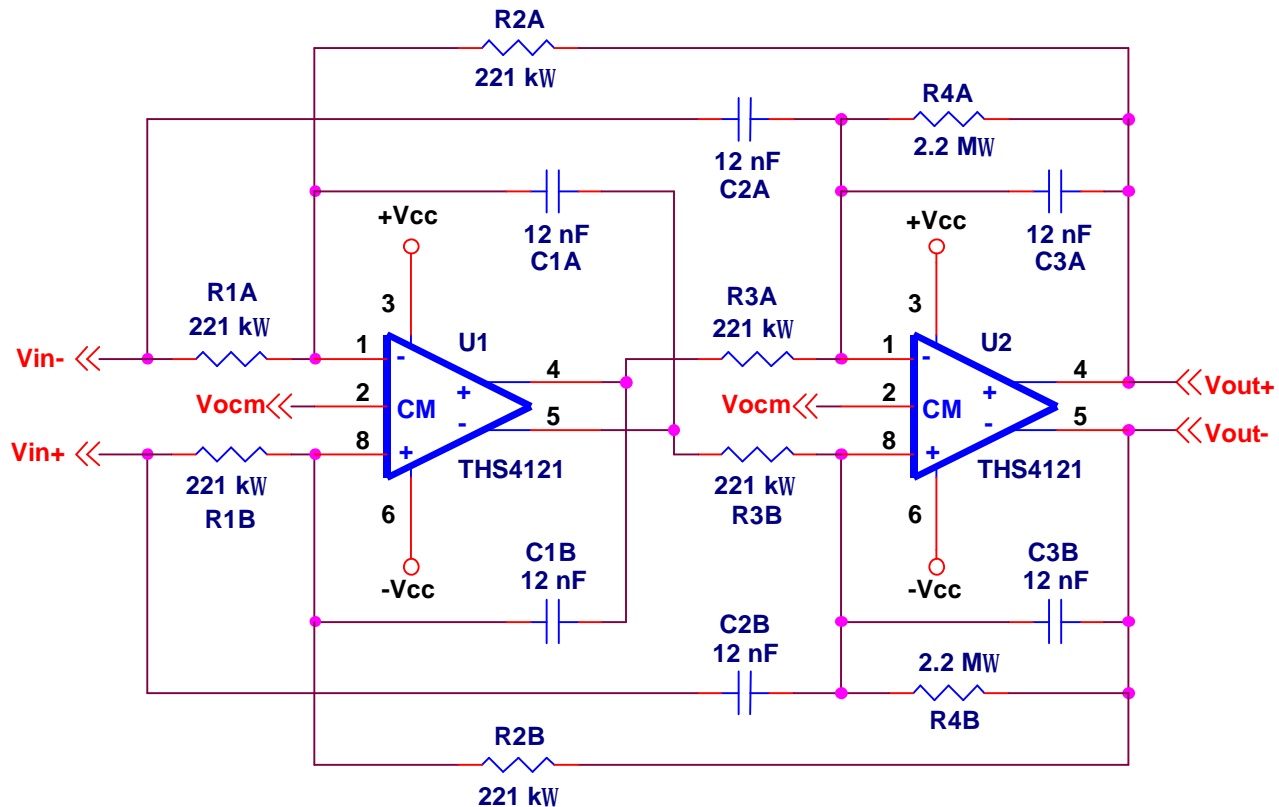 R2A
221 kW
R4A
2.2 MW
12 nF
C2A
+Vcc
12 nF
C1A
+Vcc
12 nF
C3A
R1A
221 kW
3
R3A
221 kW
3
Vin-
1
-
U1
4
1
-
U2
4
Vout+
Vocm
2
CM
+
-
5
Vocm
2
CM
+
-
5
Vout-
Vin+
8
+
THS4121
8
+
THS4121
221 kW
R1B
6
221 kW
R3B
6
-Vcc
C1B
12 nF
-Vcc
C3B
12 nF
C2B
12 nF
2.2 MW
R4B
R2B
221 kW